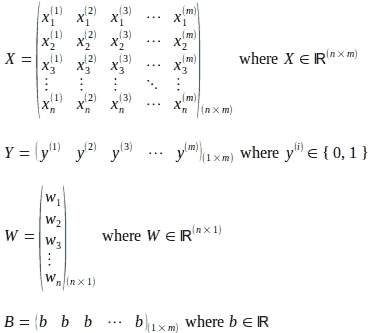 X = ( x_1^(1) x_1^(2) x_1^(3) ⋯ x_1^(m)
x_2^(1) x_2^(2) x_2^(3) ⋯ x_2^(m)
x_3^(1) x_3^(2) x_3^(3) ⋯ x_3^(m)
⋮ ⋮ ⋮ ⋱ ⋮
x_n^(1) x_n^(2) x_n^(3) ⋯ x_n^(m) )_(n×m) where X ∈ ℝ^(n×m)
Y = ( y^(1) y^(2) y^(3) ⋯ y^(m) )_(1×m) where y^(i) ∈ { 0, 1 }
W = ( w_1
w_2
w_3
⋮
w_n )_(n×1) where W ∈ ℝ^(n×1)
B = ( b b b ⋯ b )_(1×m) where b ∈ ℝ